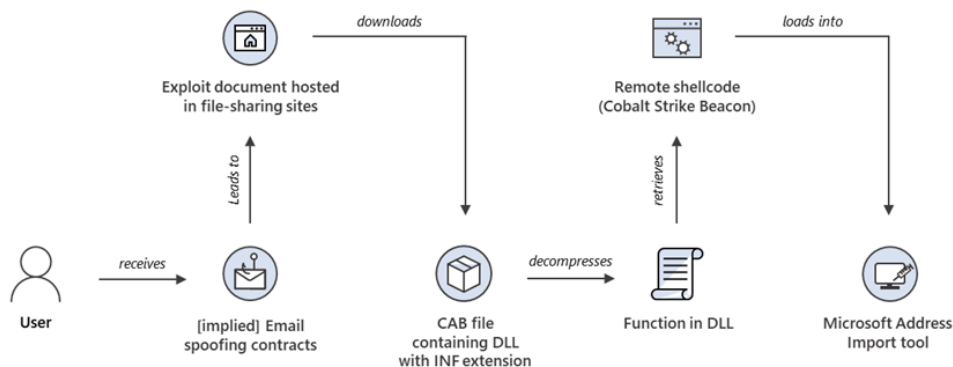 downloads
loads into
Exploit document hosted
in file-sharing sites
Remote shellcode
(Cobalt Strike Beacon)
Leads to
retrieves
receives
decompresses
User
[implied] Email
spoofing contracts
CAB file
containing DLL
with INF extension
Function in DLL
Microsoft Address
Import tool